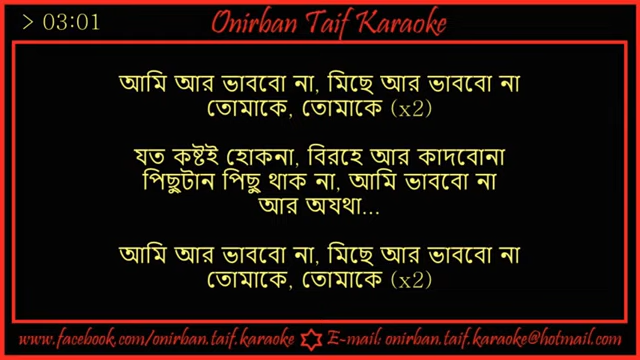 > 03:01
Onirban Taif Karaoke
আমি আর ভাববো না, মিছে আর ভাববো না
তোমাকে, তোমাকে (x2)
যত কষ্টই হোকনা, বিরহে আর কাদবোনা
পিছুটান পিছু থাক না, আমি ভাববো না
আর অযথা...
আমি আর ভাববো না, মিছে আর ভাববো না
তোমাকে, তোমাকে (x2)
www.facebook.com/onirban.taif.karaoke ✡ E-mail: onirban.taif.karaoke@hotmail.com